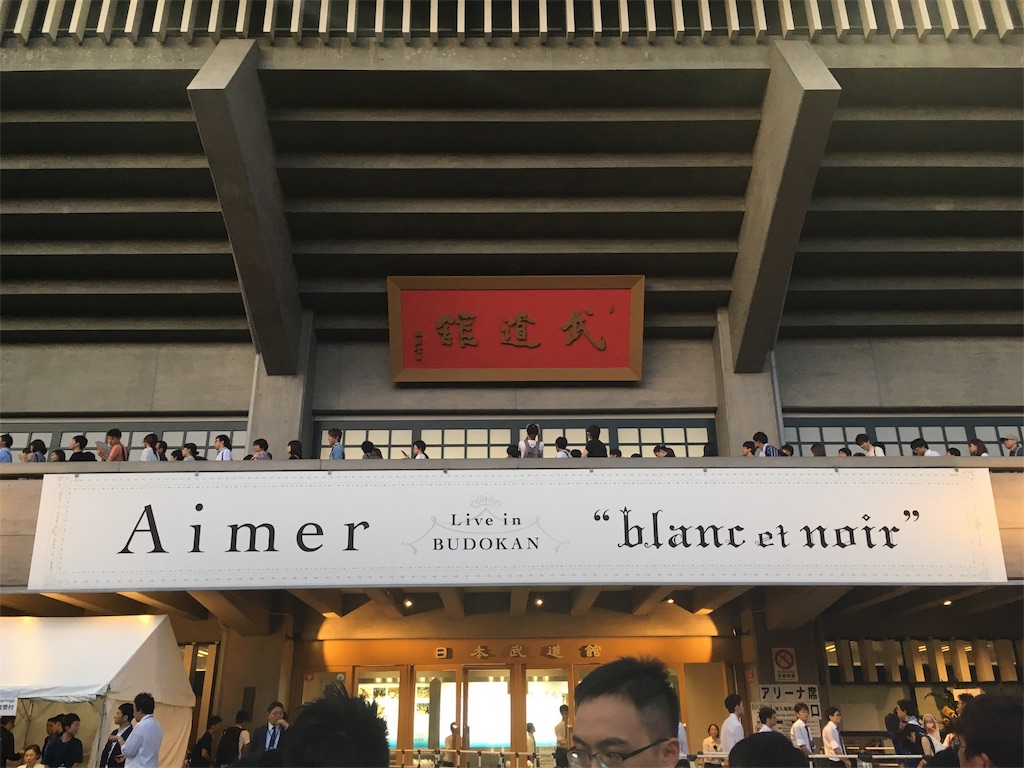 武道館
Aimer
Live in
BUDOKAN
“blanc et noir”
日本武道館
アリーナ席